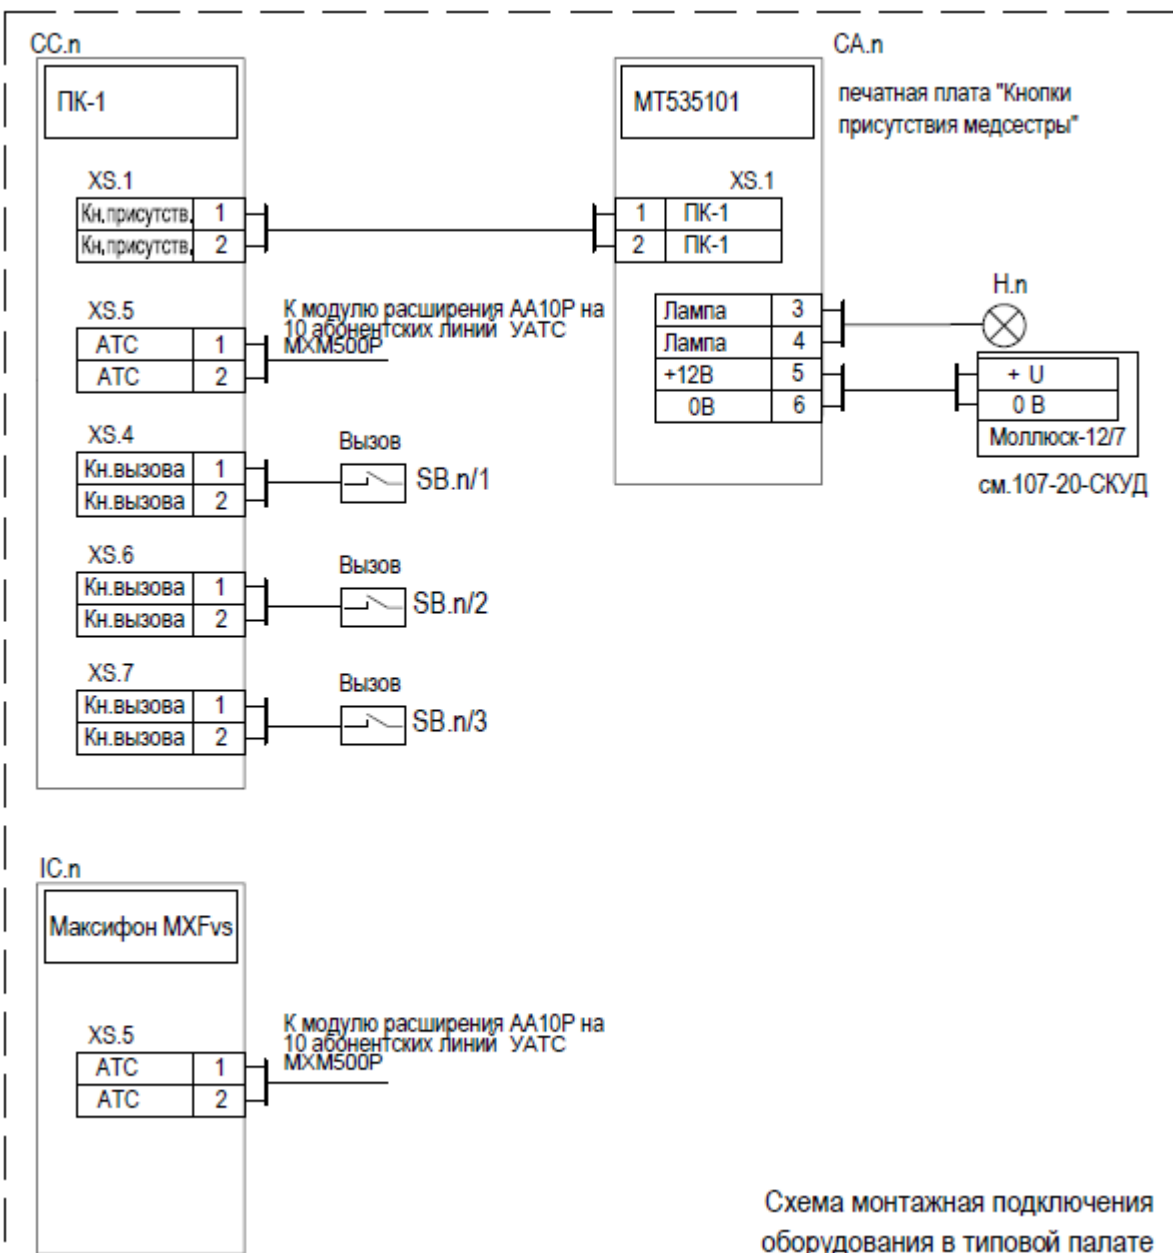 CC.n
ПК-1
XS.1
Кн.присутств. 1
Кн.присутств. 2
XS.5
АТС 1
АТС 2
К модулю расширения АА10Р на
10 абонентских линий УАТС
МХМ500Р
XS.4
Кн.вызова 1
Кн.вызова 2
Вызов
SB.n/1
XS.6
Кн.вызова 1
Кн.вызова 2
Вызов
SB.n/2
XS.7
Кн.вызова 1
Кн.вызова 2
Вызов
SB.n/3
CA.n
МТ535101
печатная плата "Кнопки
присутствия медсестры"
XS.1
1 ПК-1
2 ПК-1
Лампа 3
Лампа 4
+12В 5
0В 6
H.n
+ U
0 В
Моллюск-12/7
см.107-20-СКУД
IC.n
Максифон MXFvs
XS.5
АТС 1
АТС 2
К модулю расширения АА10Р на
10 абонентских линий УАТС
МХМ500Р
Схема монтажная подключения
оборудования в типовой палате